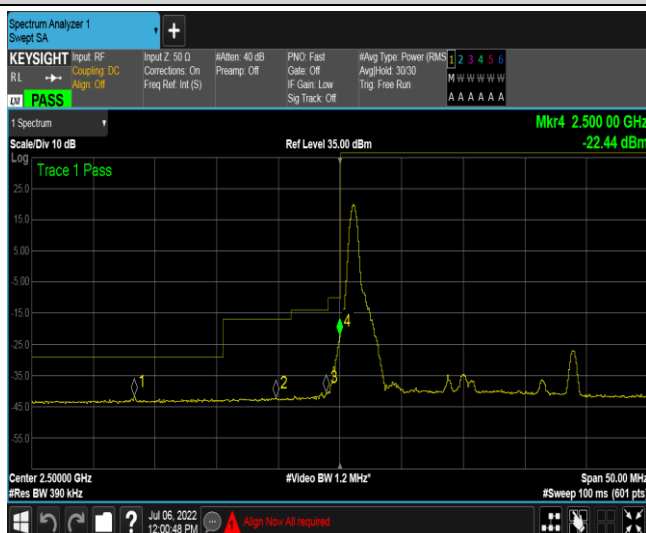 Spectrum Analyzer 1
Swept SA
+
KEYSIGHT
RL
LXI PASS
Input: RF
Coupling: DC
Align: Off
Input Z: 50 Ω
Corrections: On
Freq Ref: Int (S)
#Atten: 40 dB
Preamp: Off
PNO: Fast
Gate: Off
IF Gain: Low
Sig Track: Off
#Avg Type: Power (RMS
Avg|Hold: 30/30
Trig: Free Run
1 2 3 4 5 6
M W W W W W
A A A A A A
1 Spectrum
Mkr4 2.500 00 GHz
Scale/Div 10 dB
Ref Level 35.00 dBm
-22.44 dBm
Log
Trace 1 Pass
25.0
15.0
5.00
-5.00
-15.0
4
-25.0
-35.0
1
2
3
-45.0
-55.0
Center 2.50000 GHz
#Video BW 1.2 MHz*
Span 50.00 MHz
#Res BW 390 kHz
#Sweep 100 ms (601 pts)
?
Jul 06, 2022
12:00:48 PM
1
Align Now All required